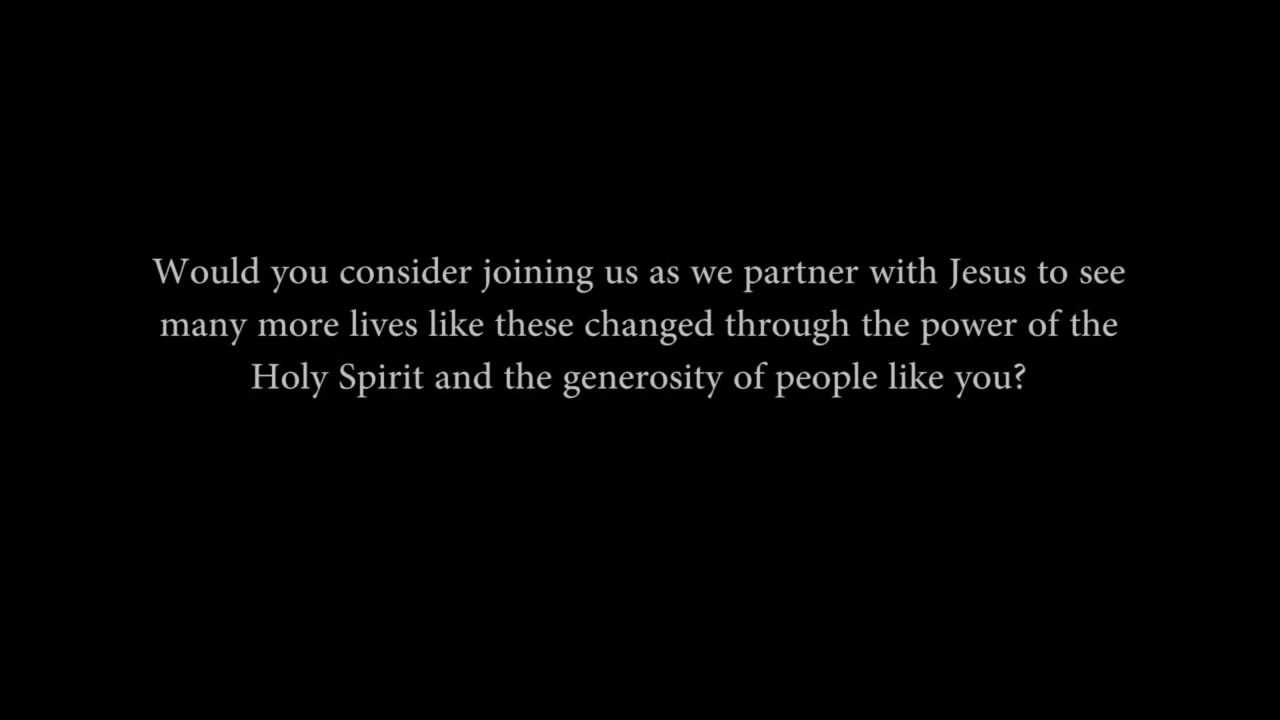 Would you consider joining us as we partner with Jesus to see
many more lives like these changed through the power of the
Holy Spirit and the generosity of people like you?